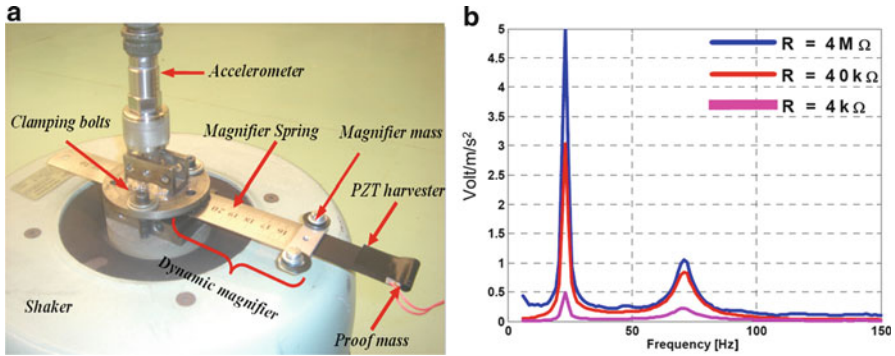 a
Accelerometer
Clamping bolts
Magnifier Spring
Magnifier mass
PZT harvester
Dynamic magnifier
Shaker
Proof mass
b
Volt/m/s²
5
4.5
4
3.5
3
2.5
2
1.5
1
0.5
0
R = 4MΩ
R = 40kΩ
R = 4kΩ
0 50 100 150
Frequency [Hz]